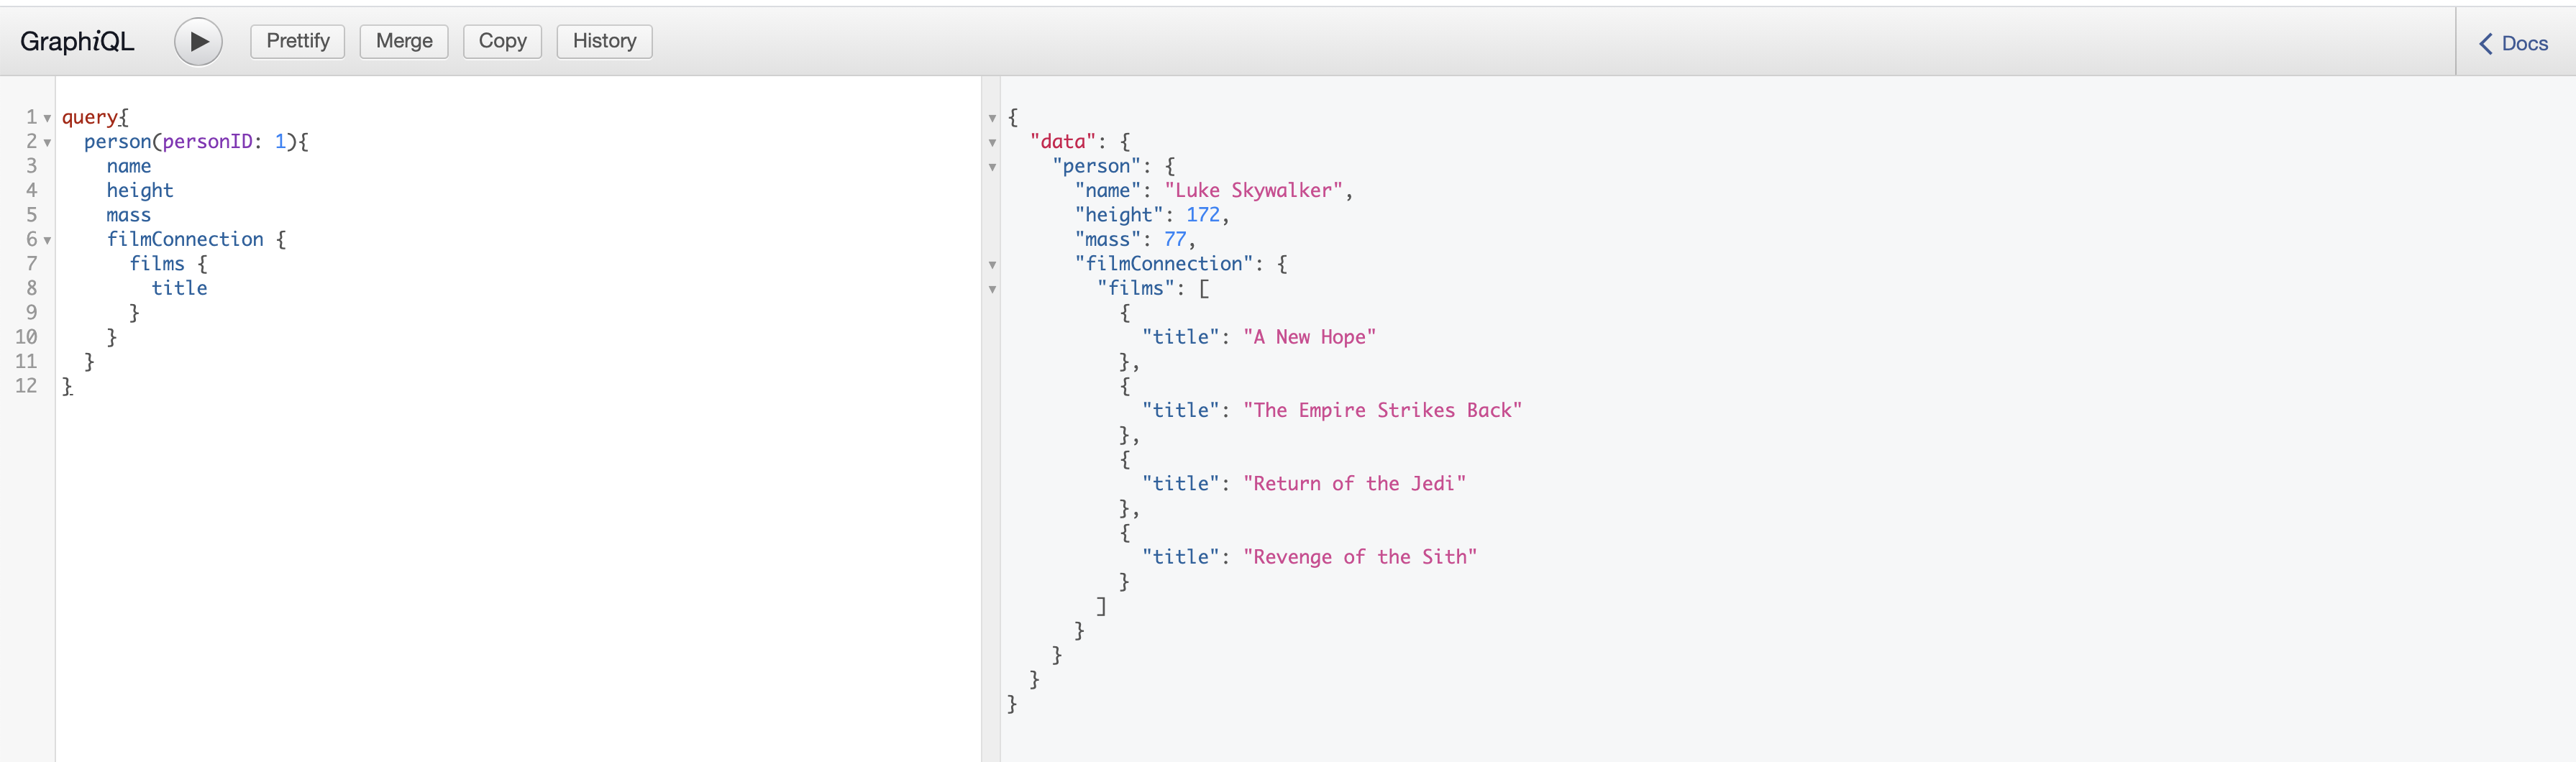 GraphiQL Prettify Merge Copy History Docs
1 query{
2   person(personID: 1){
3     name
4     height
5     mass
6     filmConnection {
7       films {
8         title
9       }
10     }
11   }
12 }
{
  "data": {
    "person": {
      "name": "Luke Skywalker",
      "height": 172,
      "mass": 77,
      "filmConnection": {
        "films": [
          {
            "title": "A New Hope"
          },
          {
            "title": "The Empire Strikes Back"
          },
          {
            "title": "Return of the Jedi"
          },
          {
            "title": "Revenge of the Sith"
          }
        ]
      }
    }
  }
}